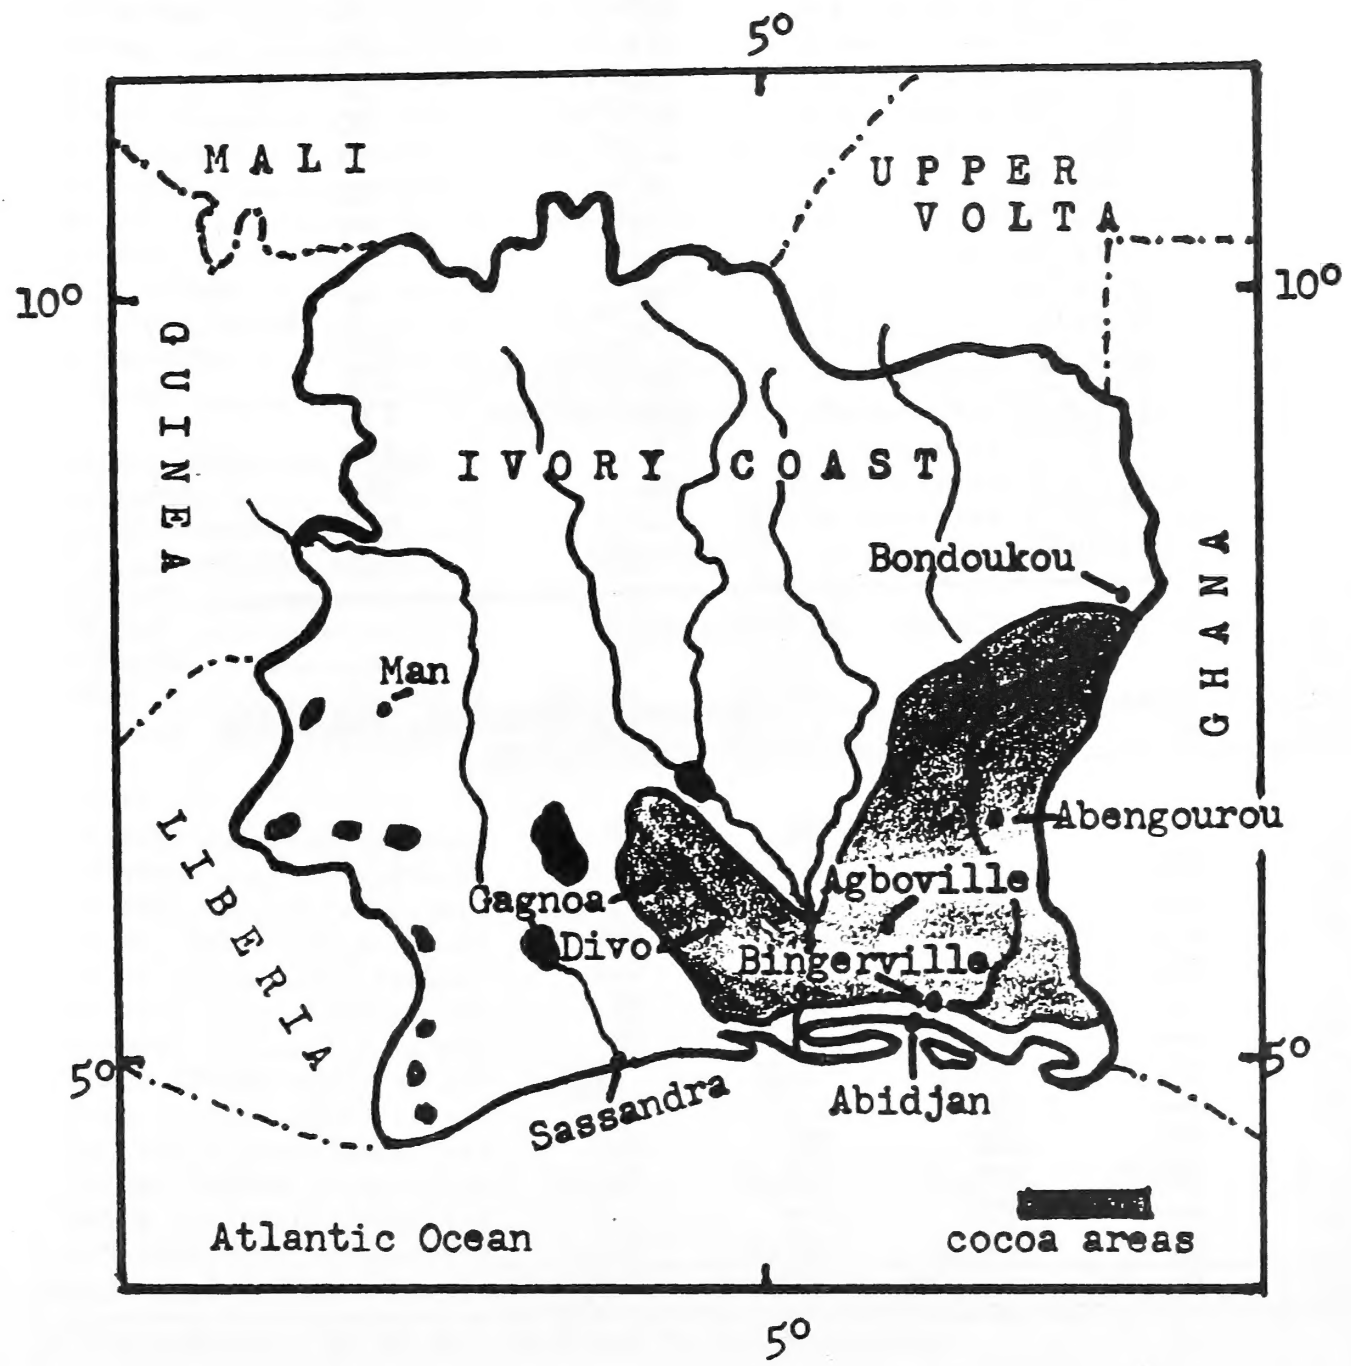 5°
MALI
UPPER
VOLTA
10°
10°
GUINEA
IVORY COAST
Bondoukou
GHANA
Man
LIBERIA
Abengourou
Agboville
Gagnoa
Divo
Bingerville
5°
5°
Sassandra
Abidjan
Atlantic Ocean
cocoa areas
5°